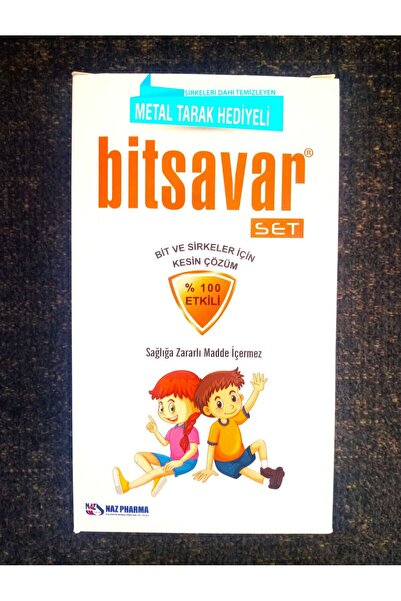 SİRKELERİ DAHİ TEMİZLEYEN
METAL TARAK HEDİYELİ
bitsavar®
SET
BİT VE SİRKELER İÇİN
KESİN ÇÖZÜM
% 100
ETKİLİ
Sağlığa Zararlı Madde İçermez
NAZ PHARMA